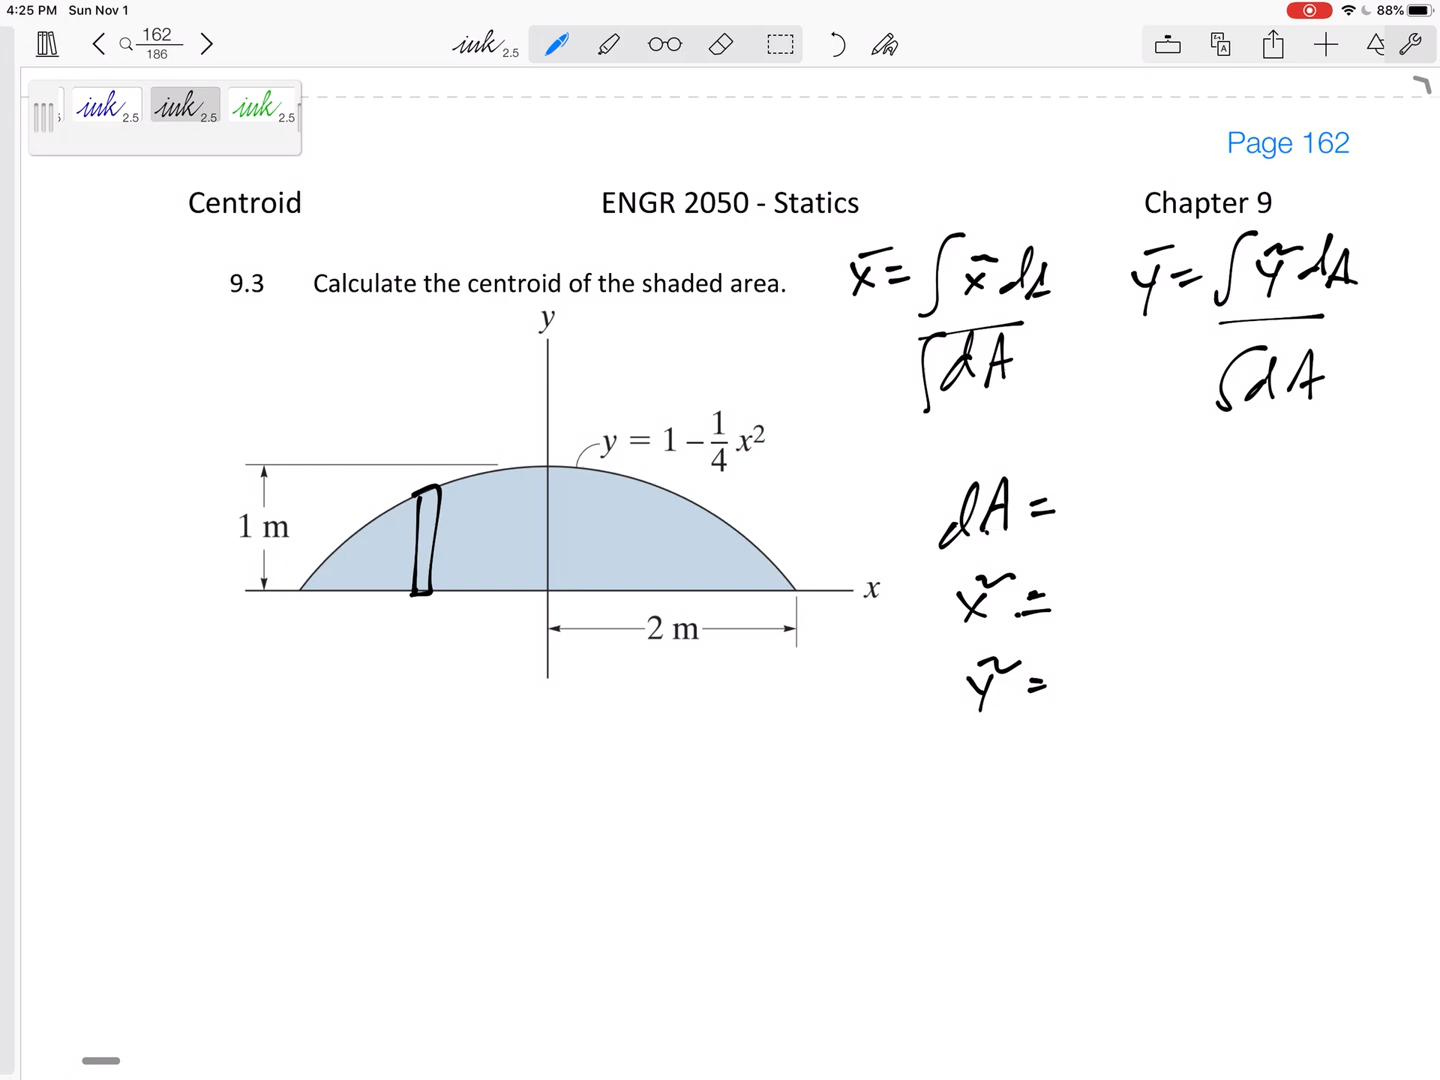 4:25 PM Sun Nov 1
88%
162
186
ink 2.5
ink 2.5
ink 2.5
ink 2.5
Page 162
Centroid
ENGR 2050 - Statics
Chapter 9
9.3 Calculate the centroid of the shaded area.
x̄ = ∫ x̃ dA / ∫ dA
ȳ = ∫ ỹ dA / ∫ dA
y
y = 1 − 1/4 x²
1 m
x
2 m
dA =
x̃ =
ỹ =